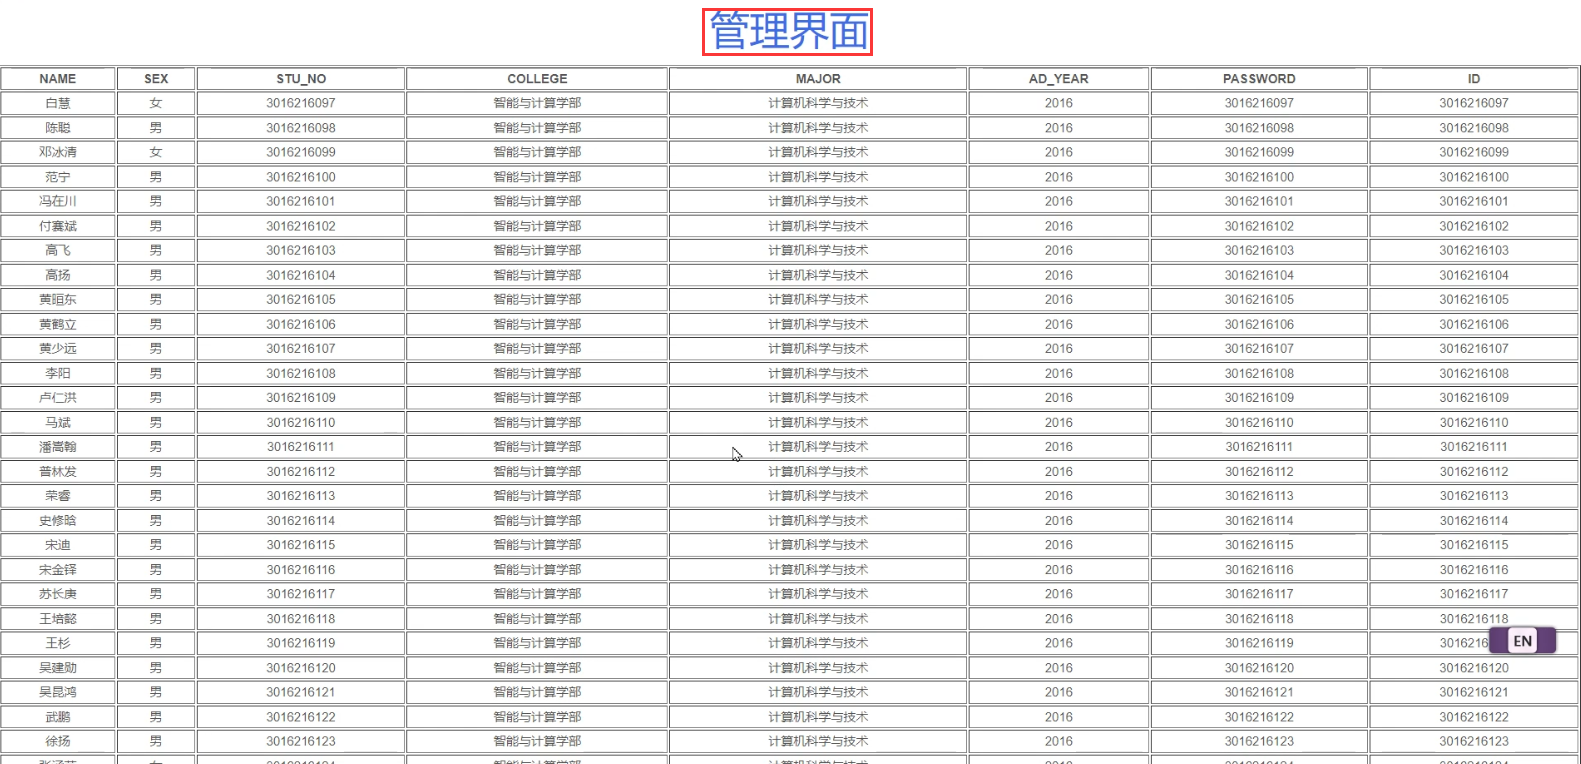 管理界面
NAME SEX STU_NO COLLEGE MAJOR AD_YEAR PASSWORD ID
白慧 女 3016216097 智能与计算学部 计算机科学与技术 2016 3016216097 3016216097
陈聪 男 3016216098 智能与计算学部 计算机科学与技术 2016 3016216098 3016216098
邓冰清 女 3016216099 智能与计算学部 计算机科学与技术 2016 3016216099 3016216099
范宁 男 3016216100 智能与计算学部 计算机科学与技术 2016 3016216100 3016216100
冯在川 男 3016216101 智能与计算学部 计算机科学与技术 2016 3016216101 3016216101
付赛斌 男 3016216102 智能与计算学部 计算机科学与技术 2016 3016216102 3016216102
高飞 男 3016216103 智能与计算学部 计算机科学与技术 2016 3016216103 3016216103
高扬 男 3016216104 智能与计算学部 计算机科学与技术 2016 3016216104 3016216104
男 3016216105 智能与计算学部 计算机科学与技术 2016 3016216105 3016216105
黄鹤立 男 3016216106 智能与计算学部 计算机科学与技术 2016 3016216106 3016216106
黄少远 男 3016216107 智能与计算学部 计算机科学与技术 2016 3016216107 3016216107
李阳 男 3016216108 智能与计算学部 计算机科学与技术 2016 3016216108 3016216108
卢仁洪 男 3016216109 智能与计算学部 计算机科学与技术 2016 3016216109 3016216109
马斌 男 3016216110 智能与计算学部 计算机科学与技术 2016 3016216110 3016216110
潘嵩翰 男 3016216111 智能与计算学部 计算机科学与技术 2016 3016216111 3016216111
普林发 男 3016216112 智能与计算学部 计算机科学与技术 2016 3016216112 3016216112
荣睿 男 3016216113 智能与计算学部 计算机科学与技术 2016 3016216113 3016216113
史修晗 男 3016216114 智能与计算学部 计算机科学与技术 2016 3016216114 3016216114
宋迪 男 3016216115 智能与计算学部 计算机科学与技术 2016 3016216115 3016216115
宋金铎 男 3016216116 智能与计算学部 计算机科学与技术 2016 3016216116 3016216116
苏长庚 男 3016216117 智能与计算学部 计算机科学与技术 2016 3016216117 3016216117
王培懿 男 3016216118 智能与计算学部 计算机科学与技术 2016 3016216118 3016216118
王杉 男 3016216119 智能与计算学部 计算机科学与技术 2016 3016216119 3016216 EN
吴建勋 男 3016216120 智能与计算学部 计算机科学与技术 2016 3016216120 3016216120
吴昆鸿 男 3016216121 智能与计算学部 计算机科学与技术 2016 3016216121 3016216121
武鹏 男 3016216122 智能与计算学部 计算机科学与技术 2016 3016216122 3016216122
徐扬 男 3016216123 智能与计算学部 计算机科学与技术 2016 3016216123 3016216123